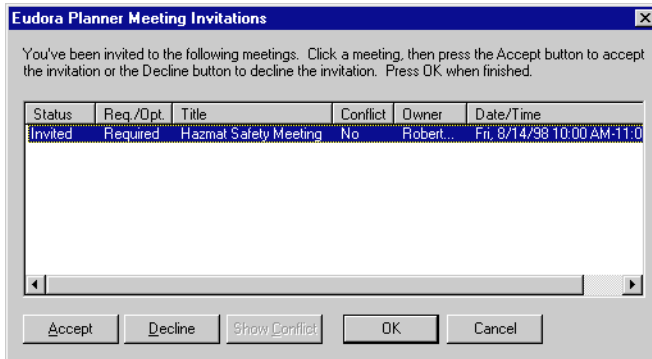 Eudora Planner Meeting Invitations
You've been invited to the following meetings. Click a meeting, then press the Accept button to accept
the invitation or the Decline button to decline the invitation. Press OK when finished.
Status Req./Opt. Title Conflict Owner Date/Time
Invited Required Hazmat Safety Meeting No Robert... Fri, 8/14/98 10:00 AM-11:0
Accept Decline Show Conflict OK Cancel